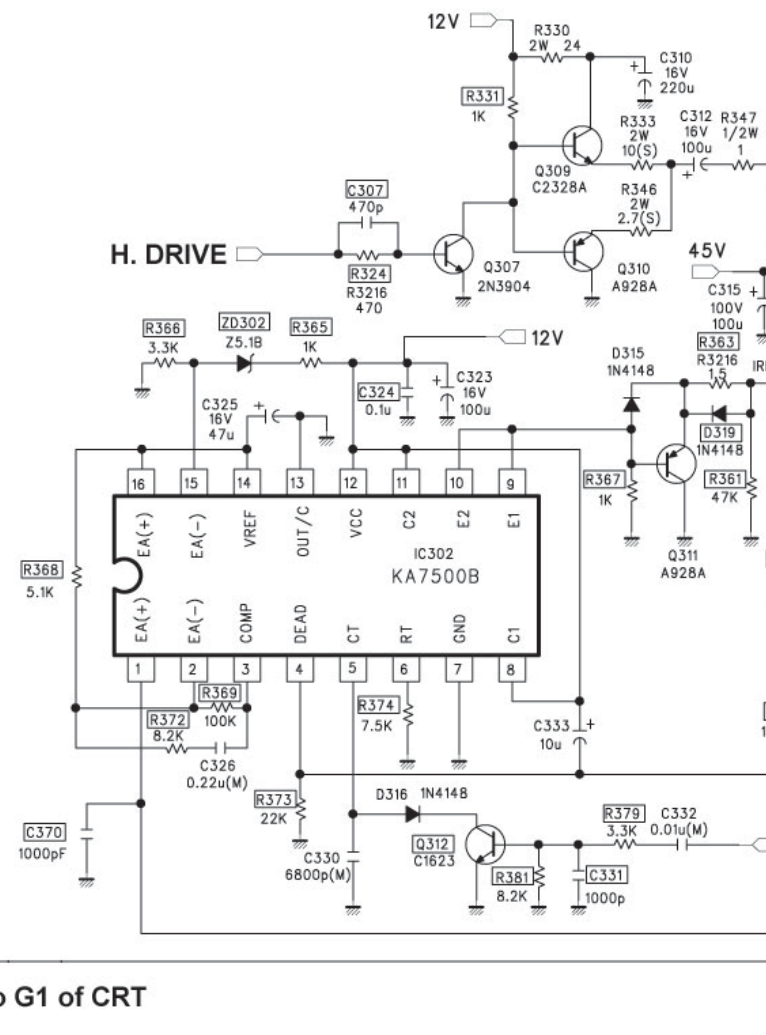 12V
R330
2W 24
C310
16V
220u
R331
1K
R333
2W
10(S)
C312
16V
100u
R347
1/2W
1
Q309
C2328A
C307
470p
R346
2W
2.7(S)
H. DRIVE
R324
R3216
470
Q307
2N3904
Q310
A928A
45V
C315
100V
100u
R366
3.3K
ZD302
Z5.1B
R365
1K
12V
D315
1N4148
R363
R3216
1.5
C324
0.1u
C323
16V
100u
C325
16V
47u
D319
1N4148
R367
1K
R361
47K
16 15 14 13 12 11 10 9
EA(+) EA(-) VREF OUT/C VCC C2 E2 E1
IC302
KA7500B
Q311
A928A
R368
5.1K
EA(+) EA(-) COMP DEAD CT RT GND C1
1 2 3 4 5 6 7 8
R369
100K
R372
8.2K
C326
0.22u(M)
R374
7.5K
C333
10u
R373
22K
D316 1N4148
C370
1000pF
C330
6800p(M)
Q312
C1623
R379
3.3K
C332
0.01u(M)
R381
8.2K
C331
1000p
G1 of CRT